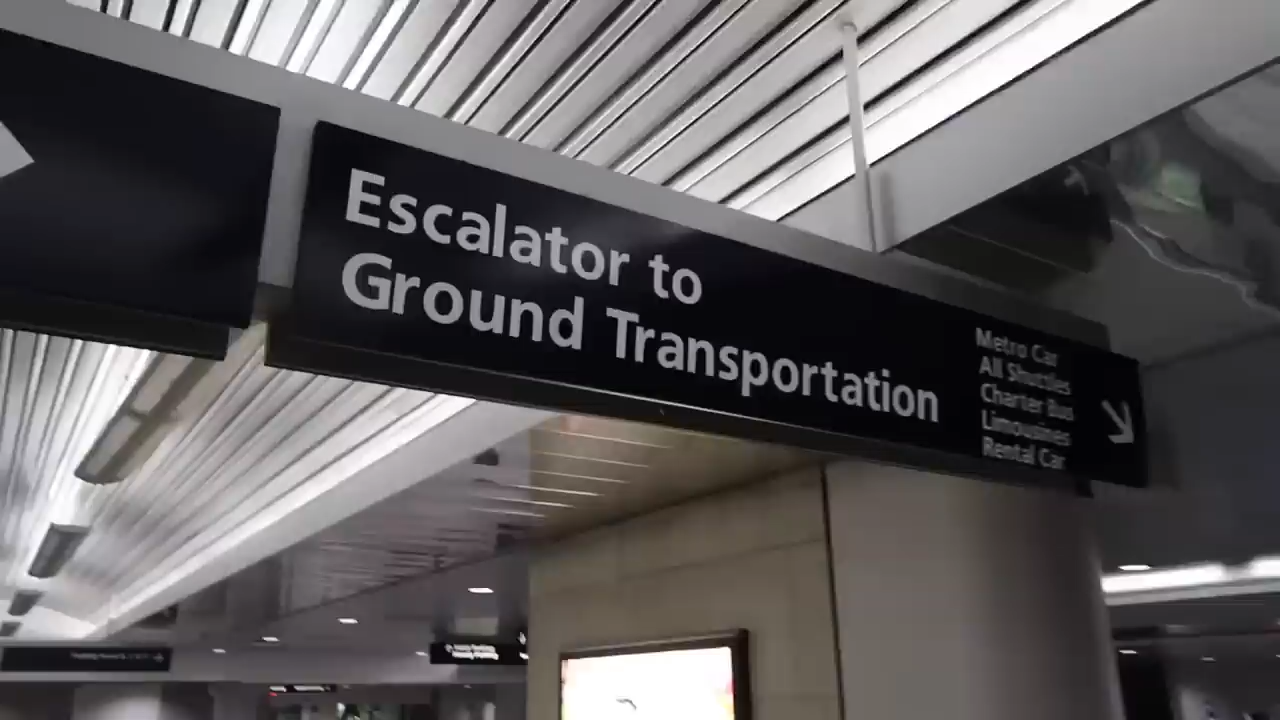 Escalator to
Ground Transportation
Metro Car
All Shuttles
Charter Bus
Limousines
Rental Car